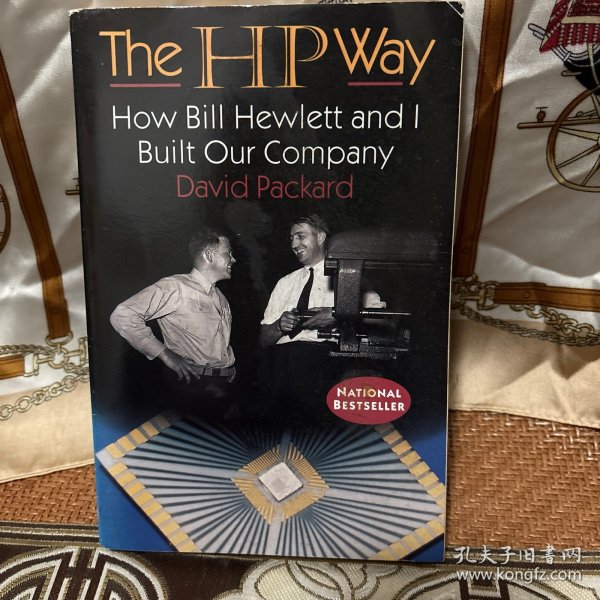 The HP Way
How Bill Hewlett and I
Built Our Company
David Packard
NATIONAL
BESTSELLER
孔夫子旧書网
www.kongfz.com